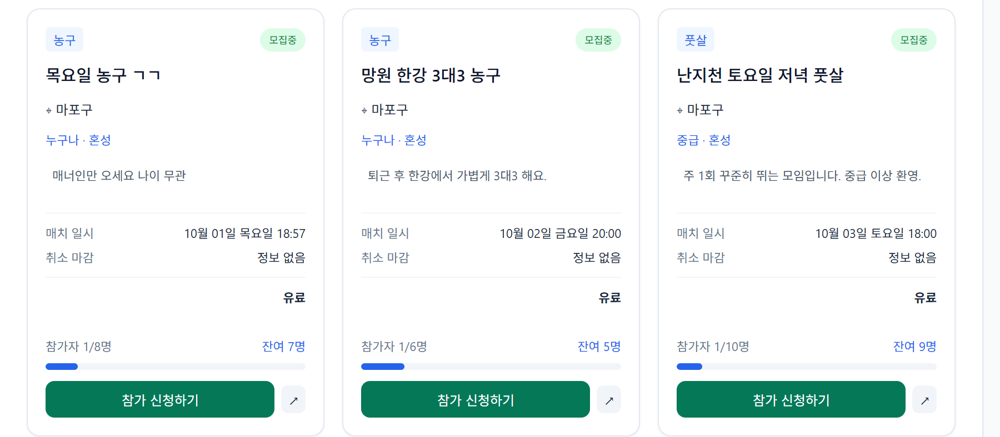 농구 모집중
목요일 농구 ㄱㄱ
⌖ 마포구
누구나 · 혼성
매너인만 오세요 나이 무관
매치 일시 10월 01일 목요일 18:57
취소 마감 정보 없음
유료
참가자 1/8명 잔여 7명
참가 신청하기 ↗
농구 모집중
망원 한강 3대3 농구
⌖ 마포구
누구나 · 혼성
퇴근 후 한강에서 가볍게 3대3 해요.
매치 일시 10월 02일 금요일 20:00
취소 마감 정보 없음
유료
참가자 1/6명 잔여 5명
참가 신청하기 ↗
풋살 모집중
난지천 토요일 저녁 풋살
⌖ 마포구
중급 · 혼성
주 1회 꾸준히 뛰는 모임입니다. 중급 이상 환영.
매치 일시 10월 03일 토요일 18:00
취소 마감 정보 없음
유료
참가자 1/10명 잔여 9명
참가 신청하기 ↗